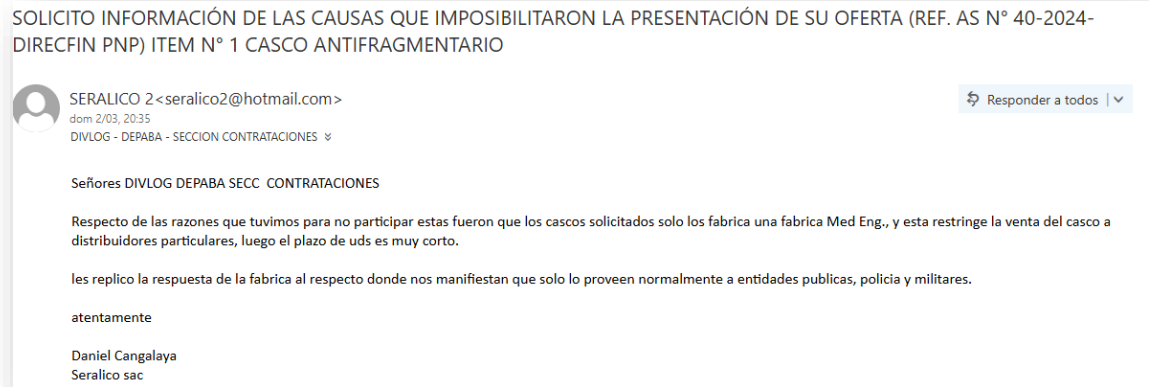 SOLICITO INFORMACIÓN DE LAS CAUSAS QUE IMPOSIBILITARON LA PRESENTACIÓN DE SU OFERTA (REF. AS N° 40-2024-
DIRECFIN PNP) ITEM N° 1 CASCO ANTIFRAGMENTARIO
SERALICO 2<seralico2@hotmail.com>
Responder a todos
dom 2/03, 20:35
DIVLOG - DEPABA - SECCION CONTRATACIONES
Señores DIVLOG DEPABA SECC  CONTRATACIONES
Respecto de las razones que tuvimos para no participar estas fueron que los cascos solicitados solo los fabrica una fabrica Med Eng., y esta restringe la venta del casco a
distribuidores particulares, luego el plazo de uds es muy corto.
les replico la respuesta de la fabrica al respecto donde nos manifiestan que solo lo proveen normalmente a entidades publicas, policia y militares.
atentamente
Daniel Cangalaya
Seralico sac